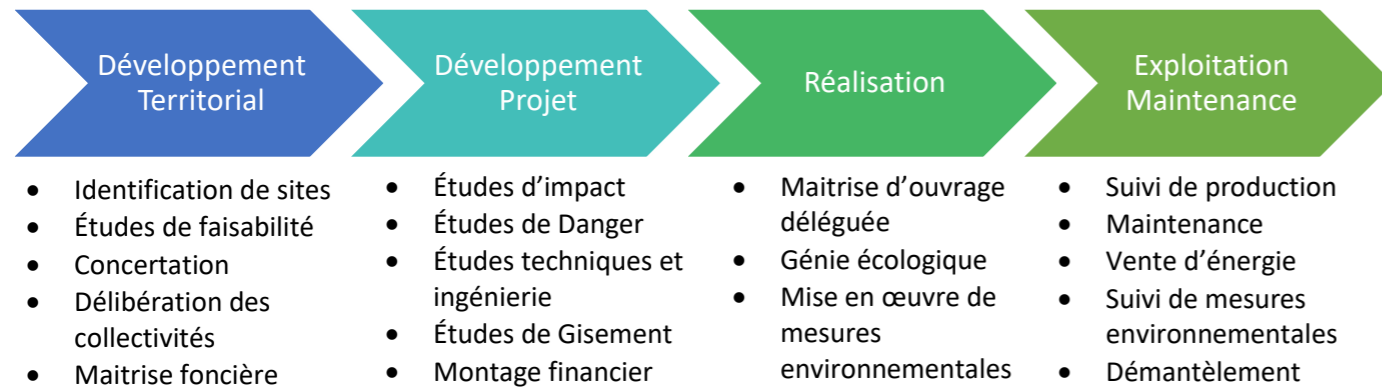 Développement
Territorial
Développement
Projet
Réalisation
Exploitation
Maintenance
• Identification de sites
• Études de faisabilité
• Concertation
• Délibération des
collectivités
• Maitrise foncière
• Études d’impact
• Études de Danger
• Études techniques et
ingénierie
• Études de Gisement
• Montage financier
• Maitrise d’ouvrage
déléguée
• Génie écologique
• Mise en œuvre de
mesures
environnementales
• Suivi de production
• Maintenance
• Vente d’énergie
• Suivi de mesures
environnementales
• Démantèlement